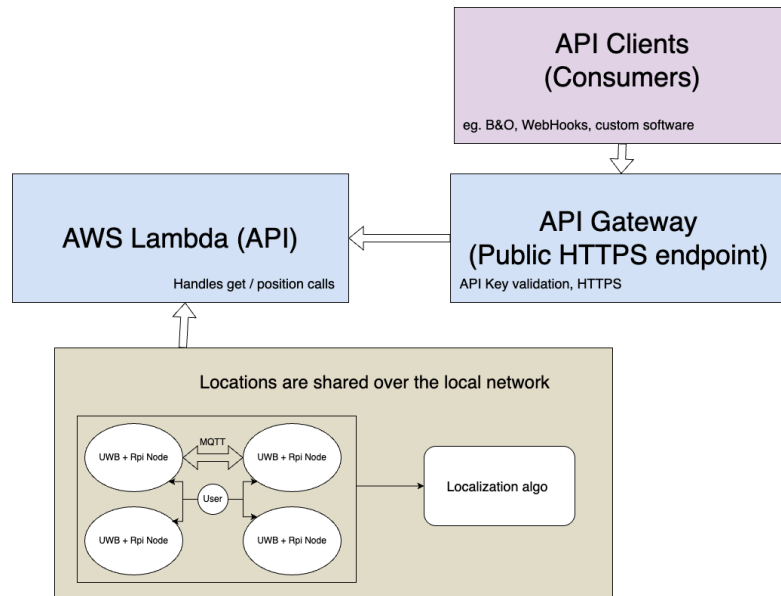 API Clients
(Consumers)
eg. B&O, WebHooks, custom software
AWS Lambda (API)
Handles get / position calls
API Gateway
(Public HTTPS endpoint)
API Key validation, HTTPS
Locations are shared over the local network
UWB + Rpi Node
MQTT
UWB + Rpi Node
User
UWB + Rpi Node
UWB + Rpi Node
Localization algo